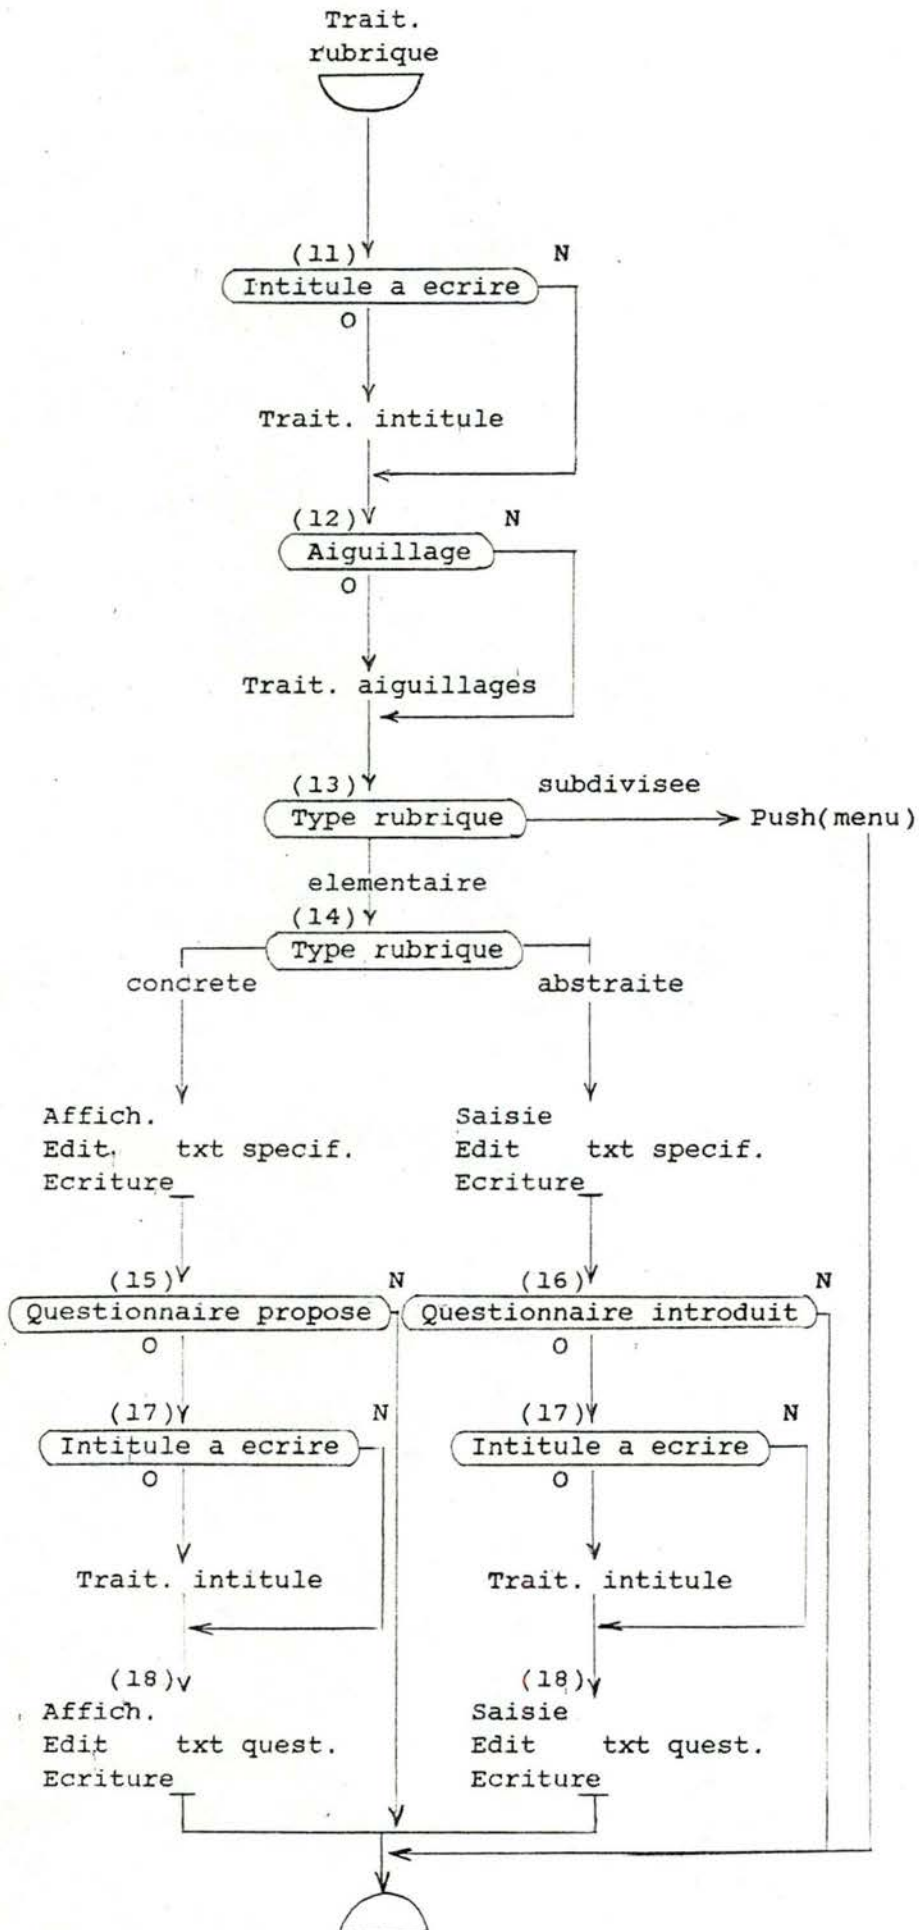 Trait.
rubrique
(11) N
Intitule a ecrire
O
Trait. intitule
(12) N
Aiguillage
O
Trait. aiguillages
(13) subdivisee
Type rubrique Push(menu)
elementaire
(14)
Type rubrique
concrete abstraite
Affich. Saisie
Edit txt specif. Edit txt specif.
Ecriture Ecriture
(15) N (16) N
Questionnaire propose Questionnaire introduit
O O
(17) N (17) N
Intitule a ecrire Intitule a ecrire
O O
Trait. intitule Trait. intitule
(18) (18)
Affich. Saisie
Edit txt quest. Edit txt quest.
Ecriture Ecriture